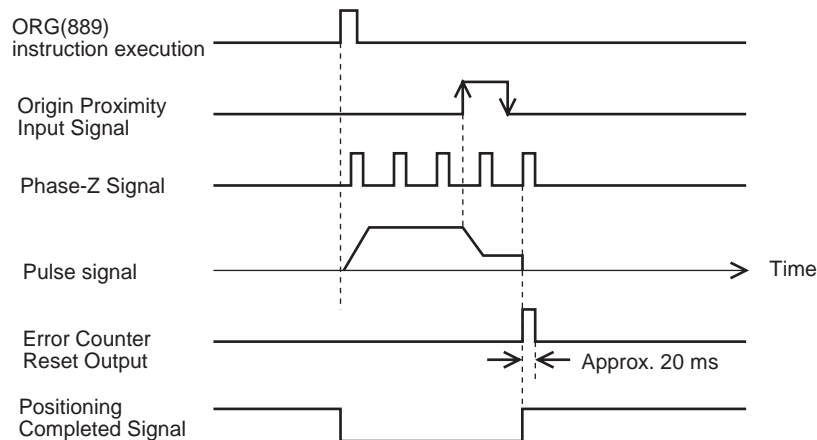 ORG(889)
instruction execution
Origin Proximity
Input Signal
Phase-Z Signal
Pulse signal
Time
Error Counter
Reset Output
Approx. 20 ms
Positioning
Completed Signal